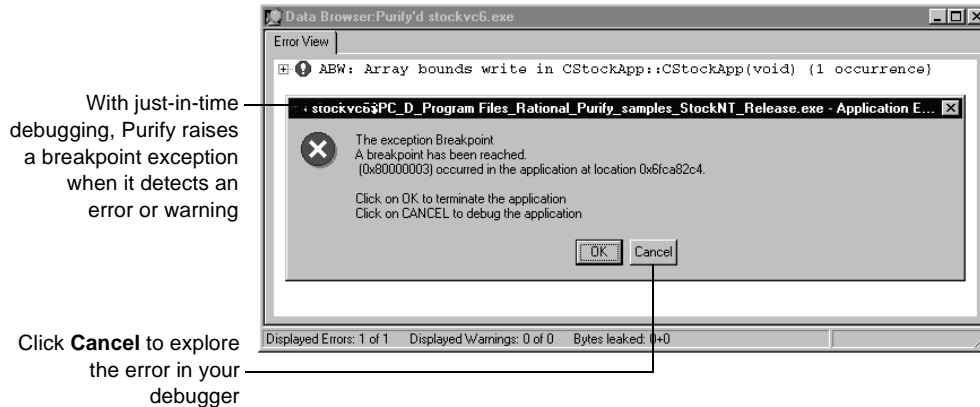 Data Browser:Purify'd stockvc6.exe
Error View
ABW: Array bounds write in CStockApp::CStockApp(void) {1 occurrence}
With just-in-time
debugging, Purify raises
a breakpoint exception
when it detects an
error or warning
stockvc6$PC_D_Program Files_Rational_Purify_samples_StockNT_Release.exe - Application E...
The exception Breakpoint
A breakpoint has been reached.
(0x80000003) occurred in the application at location 0x6fca82c4.
Click on OK to terminate the application
Click on CANCEL to debug the application
OK Cancel
Displayed Errors: 1 of 1 Displayed Warnings: 0 of 0 Bytes leaked: 0+0
Click Cancel to explore
the error in your
debugger